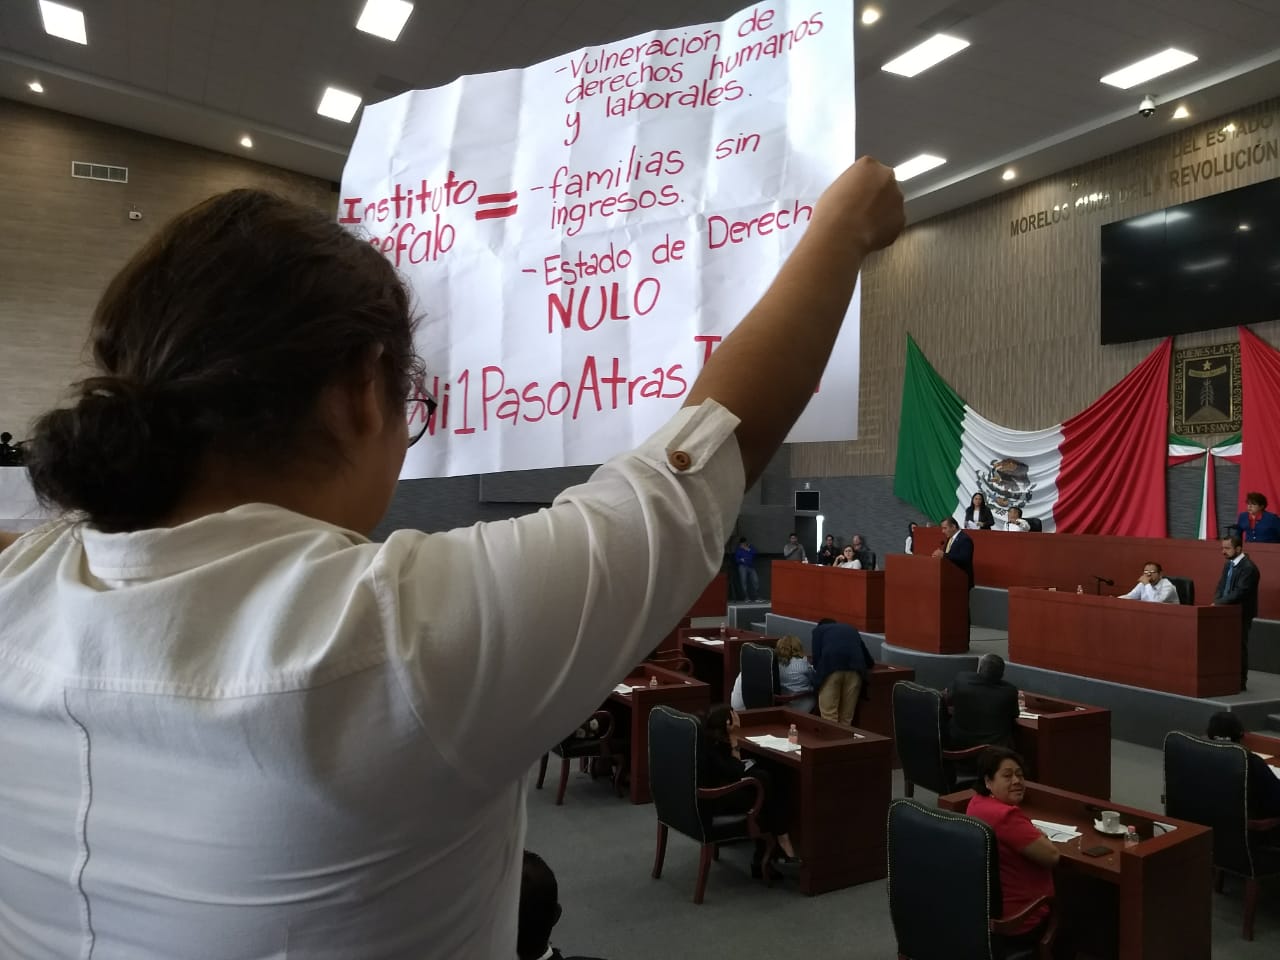 -Vulneración de
derechos humanos
y laborales.
Instituto = -familias sin
ingresos.
-Estado de Derech
NULO
Ni1PasoAtras
DEL ESTADO
MORELOS CUNA DE LA REVOLUCIÓN